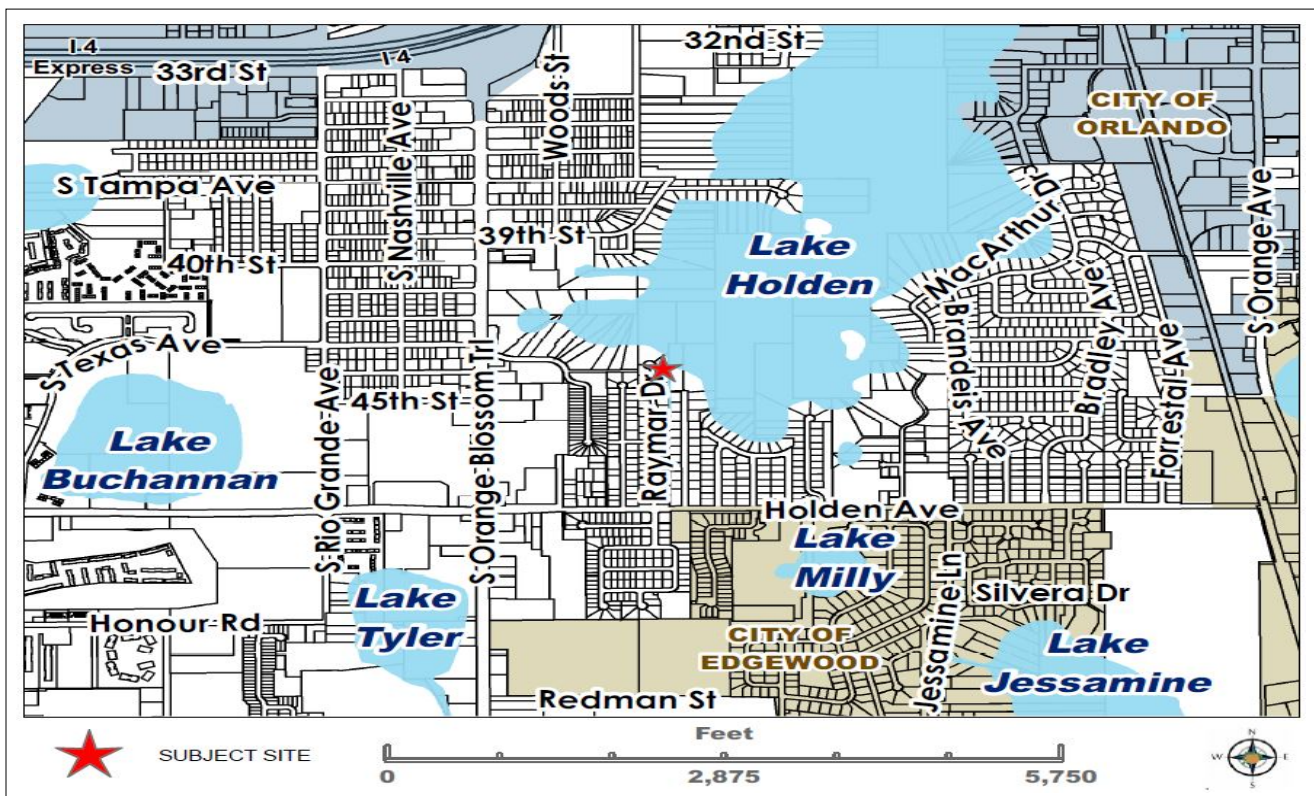 I-4
Express
I-4
33rd St
32nd St
Woods St
CITY OF
ORLANDO
S Tampa Ave
S Nashville Ave
MacArthur Dr
S Orange Ave
39th St
40th St
Lake
Holden
S Texas Ave
Brandeis Ave
Bradley Ave
Forrestal Ave
S Rio Grande Ave
45th St
S Orange Blossom Trl
Raymar Dr
Lake
Buchannan
Holden Ave
Lake
Milly
Jessamine Ln
Silvera Dr
Lake
Tyler
Honour Rd
CITY OF
EDGEWOOD
Lake
Jessamine
Redman St
SUBJECT SITE
Feet
0
2,875
5,750
N
W
E
S